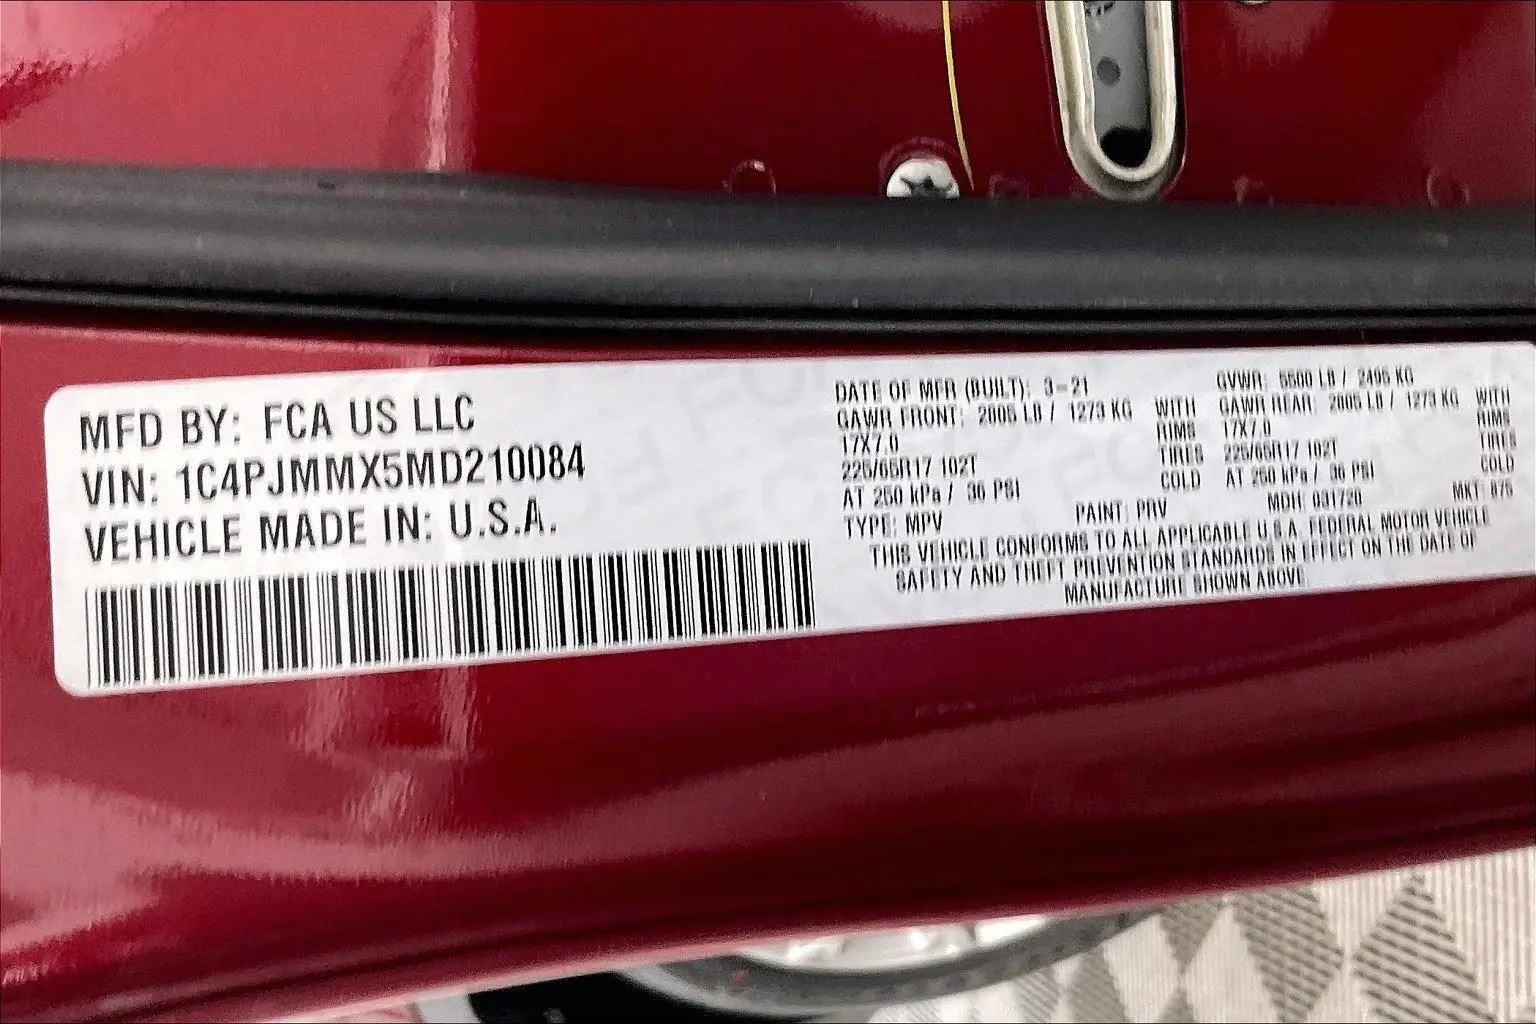 MFD BY: FCA US LLC
VIN: 1C4PJMMX5MD210084
VEHICLE MADE IN: U.S.A.
DATE OF MFR (BUILT): 3-21
GVWR: 5500 LB / 2495 KG
GAWR FRONT: 2805 LB / 1273 KG WITH
17X7.0 RIMS
225/65R17 102T TIRES
AT 250 kPa / 36 PSI COLD
GAWR REAR: 2805 LB / 1273 KG WITH
17X7.0 RIMS
225/65R17 102T TIRES
AT 250 kPa / 36 PSI COLD
TYPE: MPV PAINT: PRV MDH: 031720 MKT:
THIS VEHICLE CONFORMS TO ALL APPLICABLE U.S.A. FEDERAL MOTOR VEHICLE
SAFETY AND THEFT PREVENTION STANDARDS IN EFFECT ON THE DATE OF
MANUFACTURE SHOWN ABOVE.